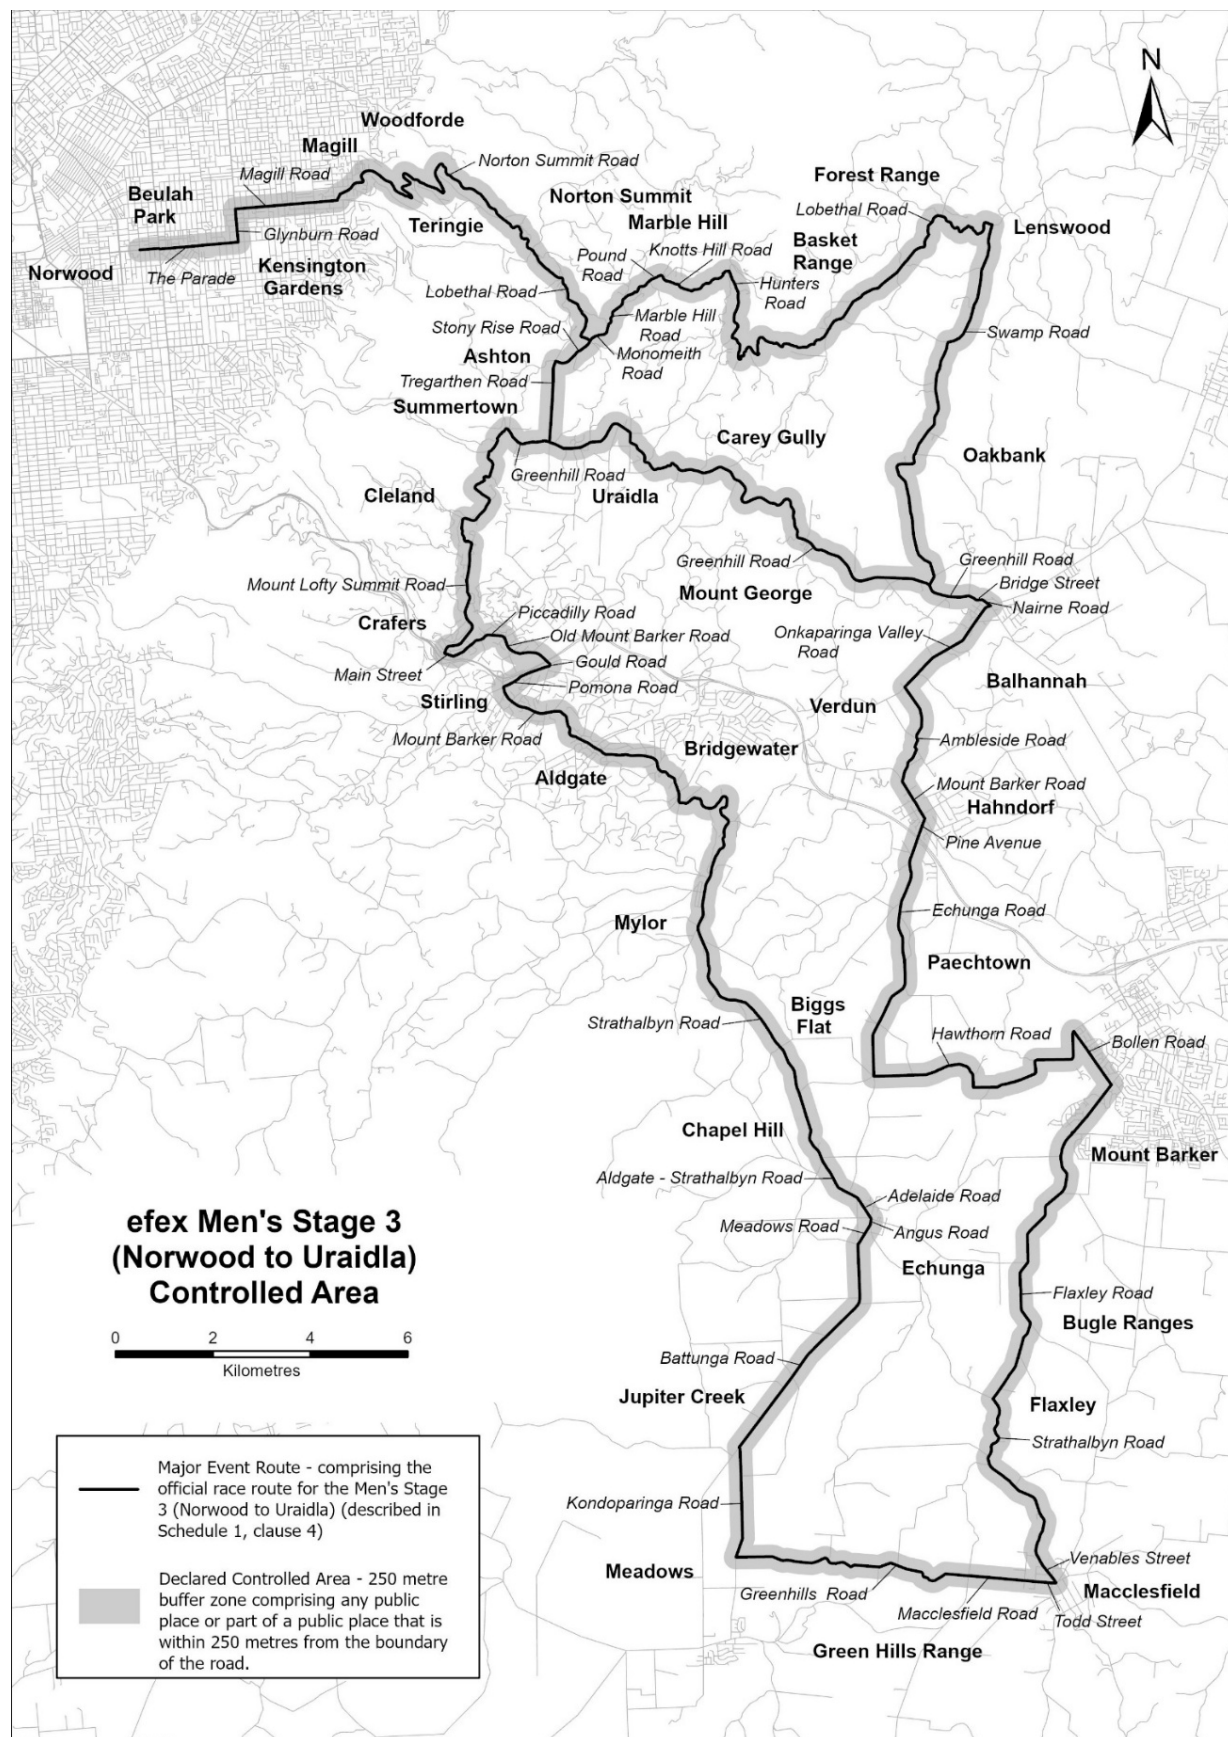 N
Woodforde
Magill
Magill Road
Norton Summit Road
Beulah
Park
Norton Summit
Marble Hill
Forest Range
Lobethal Road
Lenswood
Teringie
Glynburn Road
Knotts Hill Road
Basket
Range
Norwood
The Parade
Kensington
Gardens
Pound
Road
Hunters
Road
Lobethal Road
Stony Rise Road
Marble Hill
Road
Swamp Road
Ashton
Monomeith
Road
Tregarthen Road
Summertown
Carey Gully
Oakbank
Greenhill Road
Cleland
Uraidla
Greenhill Road
Greenhill Road
Bridge Street
Mount Lofty Summit Road
Mount George
Nairne Road
Crafers
Piccadilly Road
Old Mount Barker Road
Onkaparinga Valley
Road
Main Street
Gould Road
Pomona Road
Balhannah
Stirling
Verdun
Mount Barker Road
Ambleside Road
Bridgewater
Aldgate
Mount Barker Road
Hahndorf
Pine Avenue
Echunga Road
Mylor
Paechtown
Biggs
Flat
Strathalbyn Road
Hawthorn Road
Bollen Road
Chapel Hill
Mount Barker
Aldgate - Strathalbyn Road
Adelaide Road
Meadows Road
Angus Road
Echunga
efex Men's Stage 3
(Norwood to Uraidla)
Controlled Area
Flaxley Road
Bugle Ranges
0 2 4 6
Kilometres
Battunga Road
Jupiter Creek
Flaxley
Strathalbyn Road
Major Event Route - comprising the
official race route for the Men's Stage
3 (Norwood to Uraidla) (described in
Schedule 1, clause 4)
Kondoparinga Road
Declared Controlled Area - 250 metre
buffer zone comprising any public
place or part of a public place that is
within 250 metres from the boundary
of the road.
Meadows
Venables Street
Greenhills Road
Macclesfield
Macclesfield Road
Todd Street
Green Hills Range